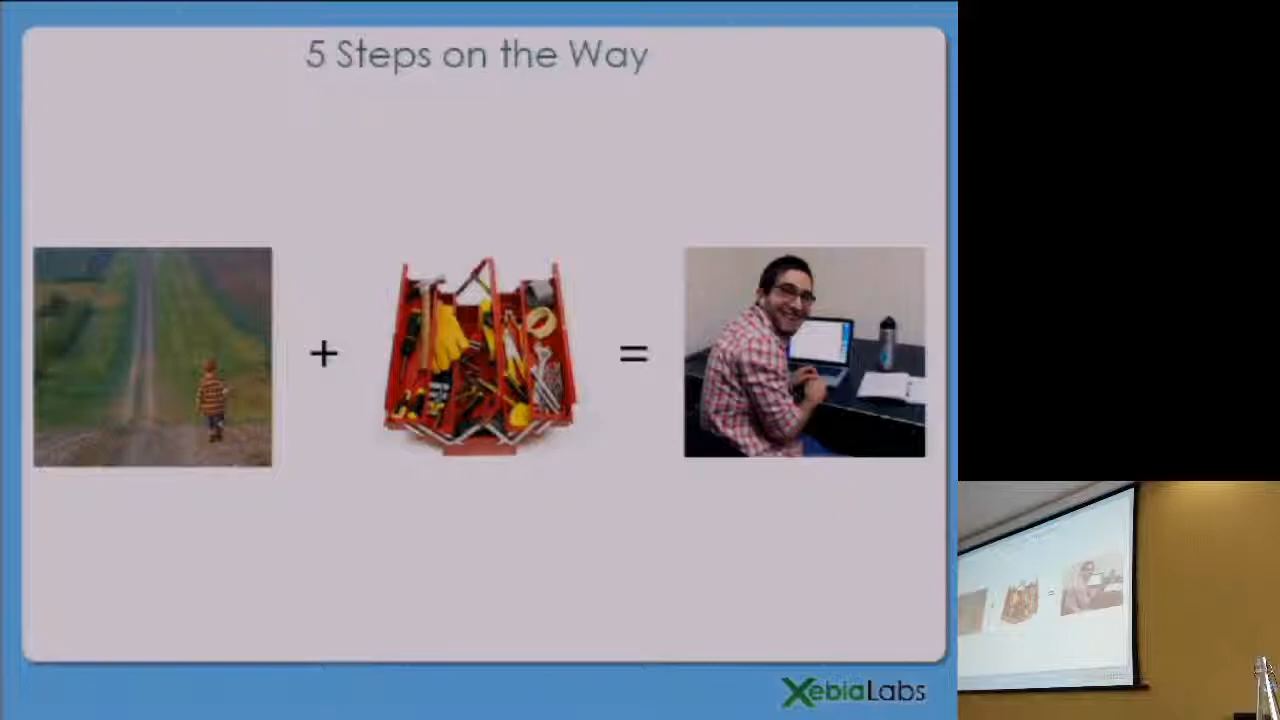 5 Steps on the Way
+
=
XebiaLabs